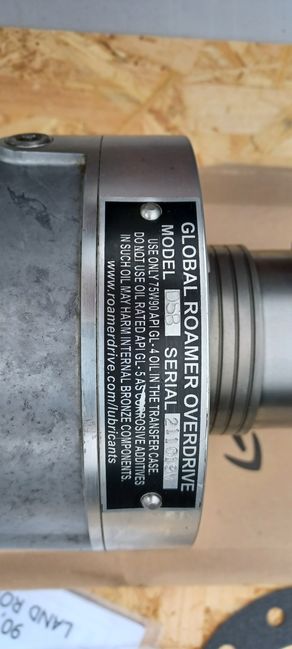 GLOBAL ROAMER OVERDRIVE
MODEL D5B SERIAL
USE ONLY 75W90 API GL-4 OIL IN THE TRANSFER CASE.
DO NOT USE OIL RATED API GL-5 AS CORROSIVE ADDITIVES
IN SUCH OIL MAY HARM INTERNAL BRONZE COMPONENTS.
www.roamerdrive.com/lubricants
90
LAND RO